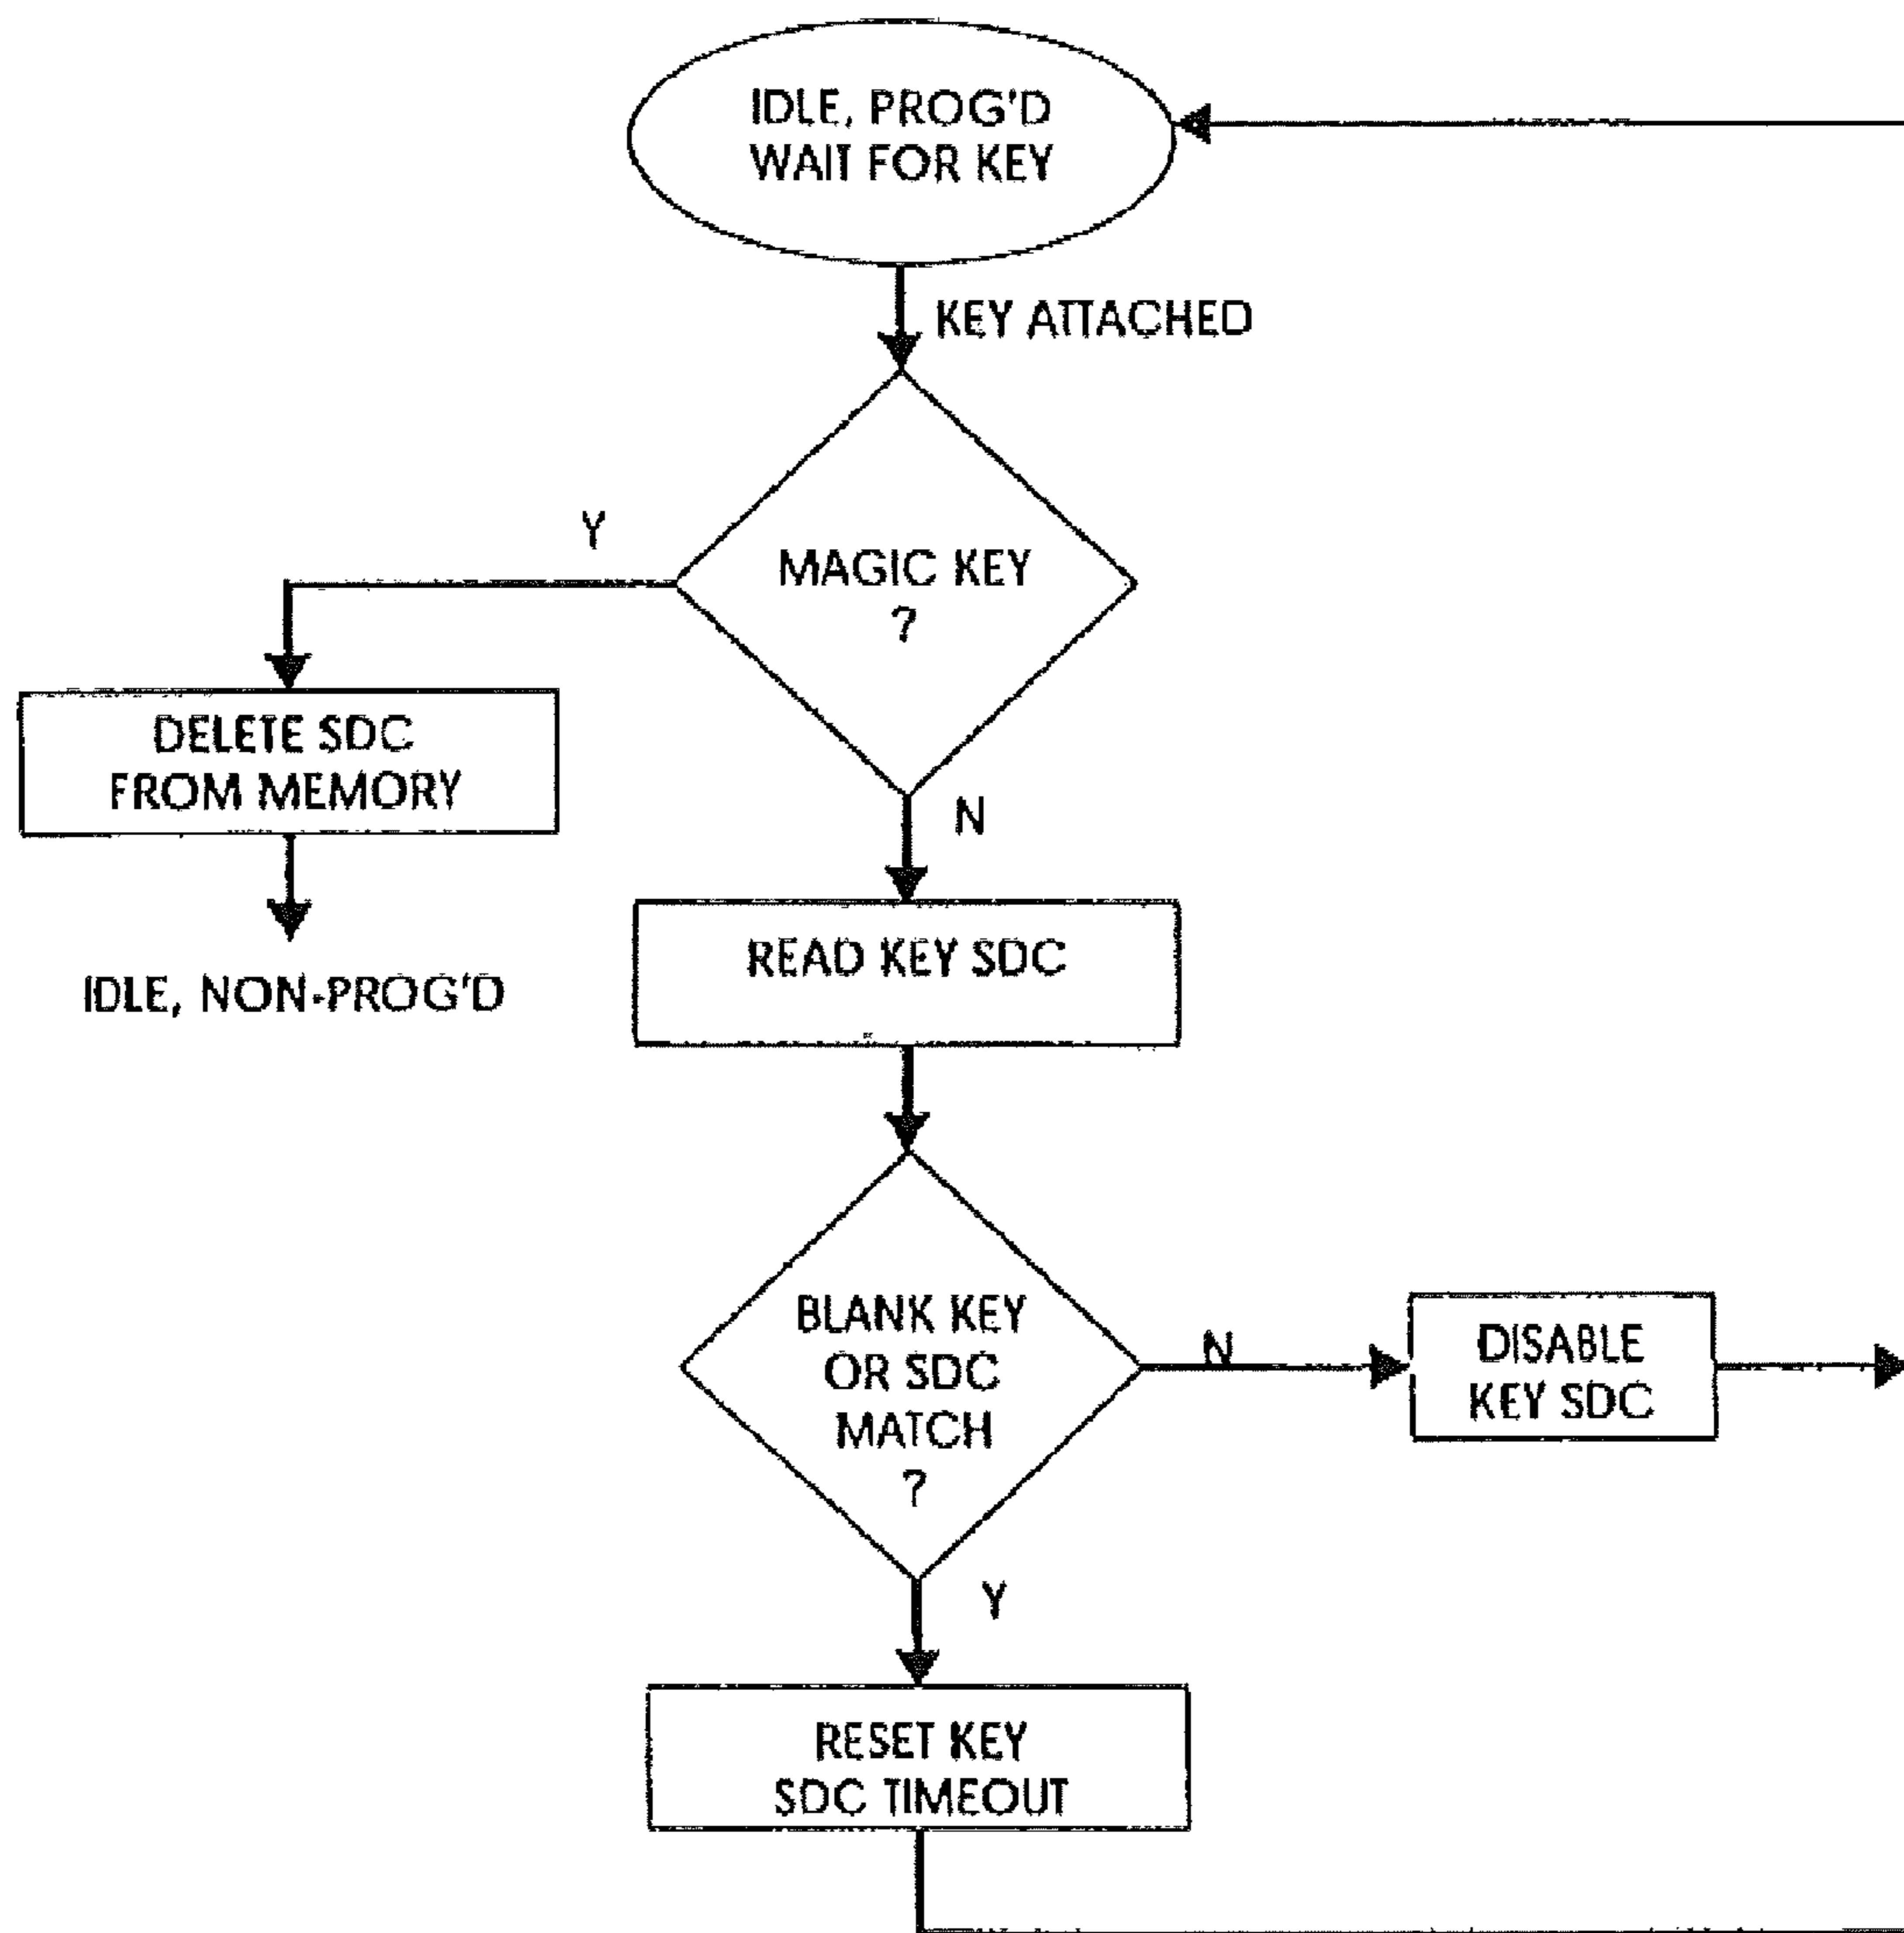 IDLE, PROG'D
WAIT FOR KEY
KEY ATTACHED
Y
MAGIC KEY
?
DELETE SDC
FROM MEMORY
N
IDLE, NON-PROG'D
READ KEY SDC
BLANK KEY
OR SDC
MATCH
?
N
DISABLE
KEY SDC
Y
RESET KEY
SDC TIMEOUT